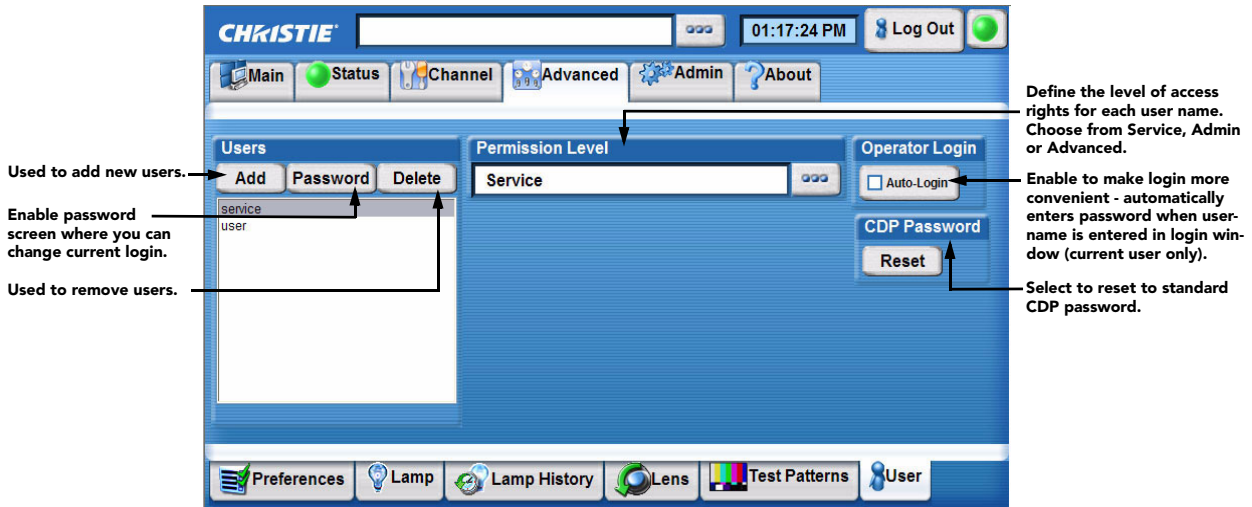 CHRISTIE
01:17:24 PM
Log Out
Main
Status
Channel
Advanced
Admin
About
Users
Add
Password
Delete
service
user
Permission Level
Service
Operator Login
Auto-Login
CDP Password
Reset
Preferences
Lamp
Lamp History
Lens
Test Patterns
User
Used to add new users.
Enable password
screen where you can
change current login.
Used to remove users.
Define the level of access
rights for each user name.
Choose from Service, Admin
or Advanced.
Enable to make login more
convenient - automatically
enters password when user-
name is entered in login win-
dow (current user only).
Select to reset to standard
CDP password.